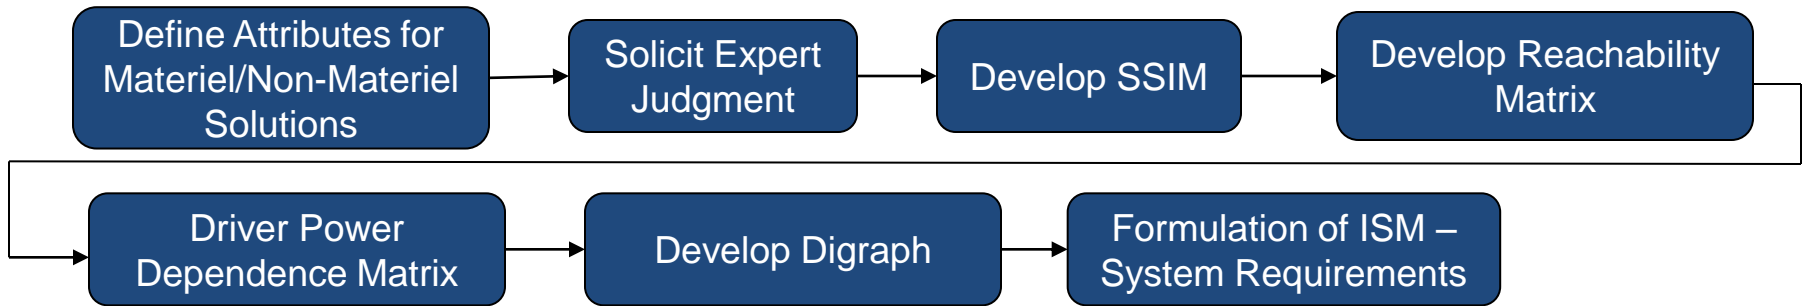 Define Attributes for
Materiel/Non-Materiel
Solutions
Solicit Expert
Judgment
Develop SSIM
Develop Reachability
Matrix
Driver Power
Dependence Matrix
Develop Digraph
Formulation of ISM –
System Requirements